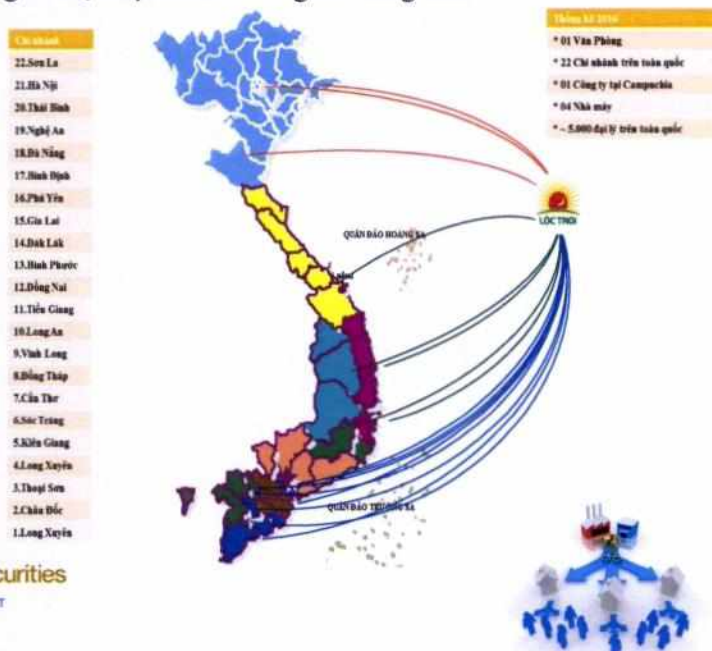 Chi nhánh
22.Sơn La
21.Hà Nội
20.Thái Bình
19.Nghệ An
18.Đà Nẵng
17.Bình Định
16.Phú Yên
15.Gia Lai
14.Đăk Lăk
13.Bình Phước
12.Đồng Nai
11.Tiền Giang
10.Long An
9.Vĩnh Long
8.Đồng Tháp
7.Cần Thơ
6.Sóc Trăng
5.Kiên Giang
4.Long Xuyên
3.Thoại Sơn
2.Châu Đốc
1.Long Xuyên
* 01 Văn Phòng
* 22 Chi nhánh trên toàn quốc
* 01 Công ty tại Campuchia
* 04 Nhà máy
* ~ 5.000 đại lý trên toàn quốc
LỘC TRỜI
QUẦN ĐẢO HOÀNG SA
QUẦN ĐẢO TRƯỜNG SA
curities
T